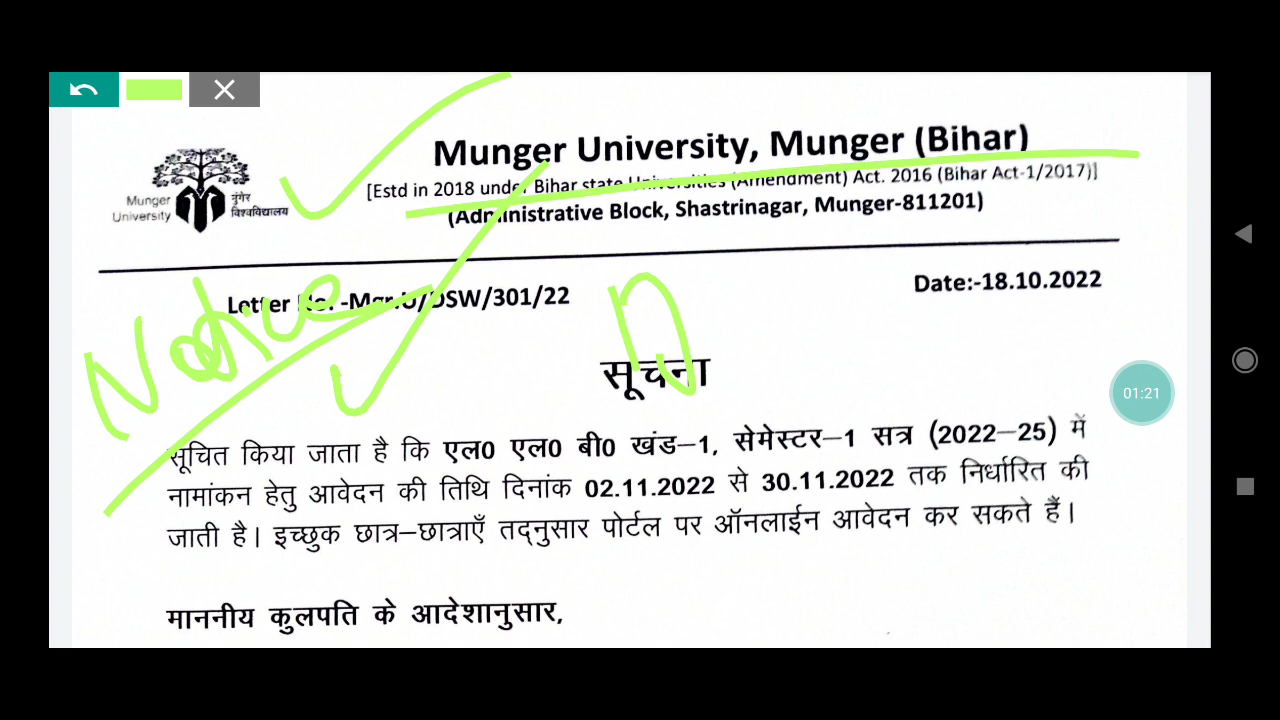 Munger University, Munger (Bihar)
Munger University
मुंगेर विश्वविद्यालय
[Estd in 2018 under Bihar state Universities (Amendment) Act. 2016 (Bihar Act-1/2017)]
(Administrative Block, Shastrinagar, Munger-811201)
Letter No. -Mgr.U/DSW/301/22
Date:-18.10.2022
Notice
सूचना
01:21
सूचित किया जाता है कि एल0 एल0 बी0 खंड–1, सेमेस्टर–1 सत्र (2022–25) में
नामांकन हेतु आवेदन की तिथि दिनांक 02.11.2022 से 30.11.2022 तक निर्धारित की
जाती है। इच्छुक छात्र–छात्राएँ तद्नुसार पोर्टल पर ऑनलाईन आवेदन कर सकते हैं।
माननीय कुलपति के आदेशानुसार,